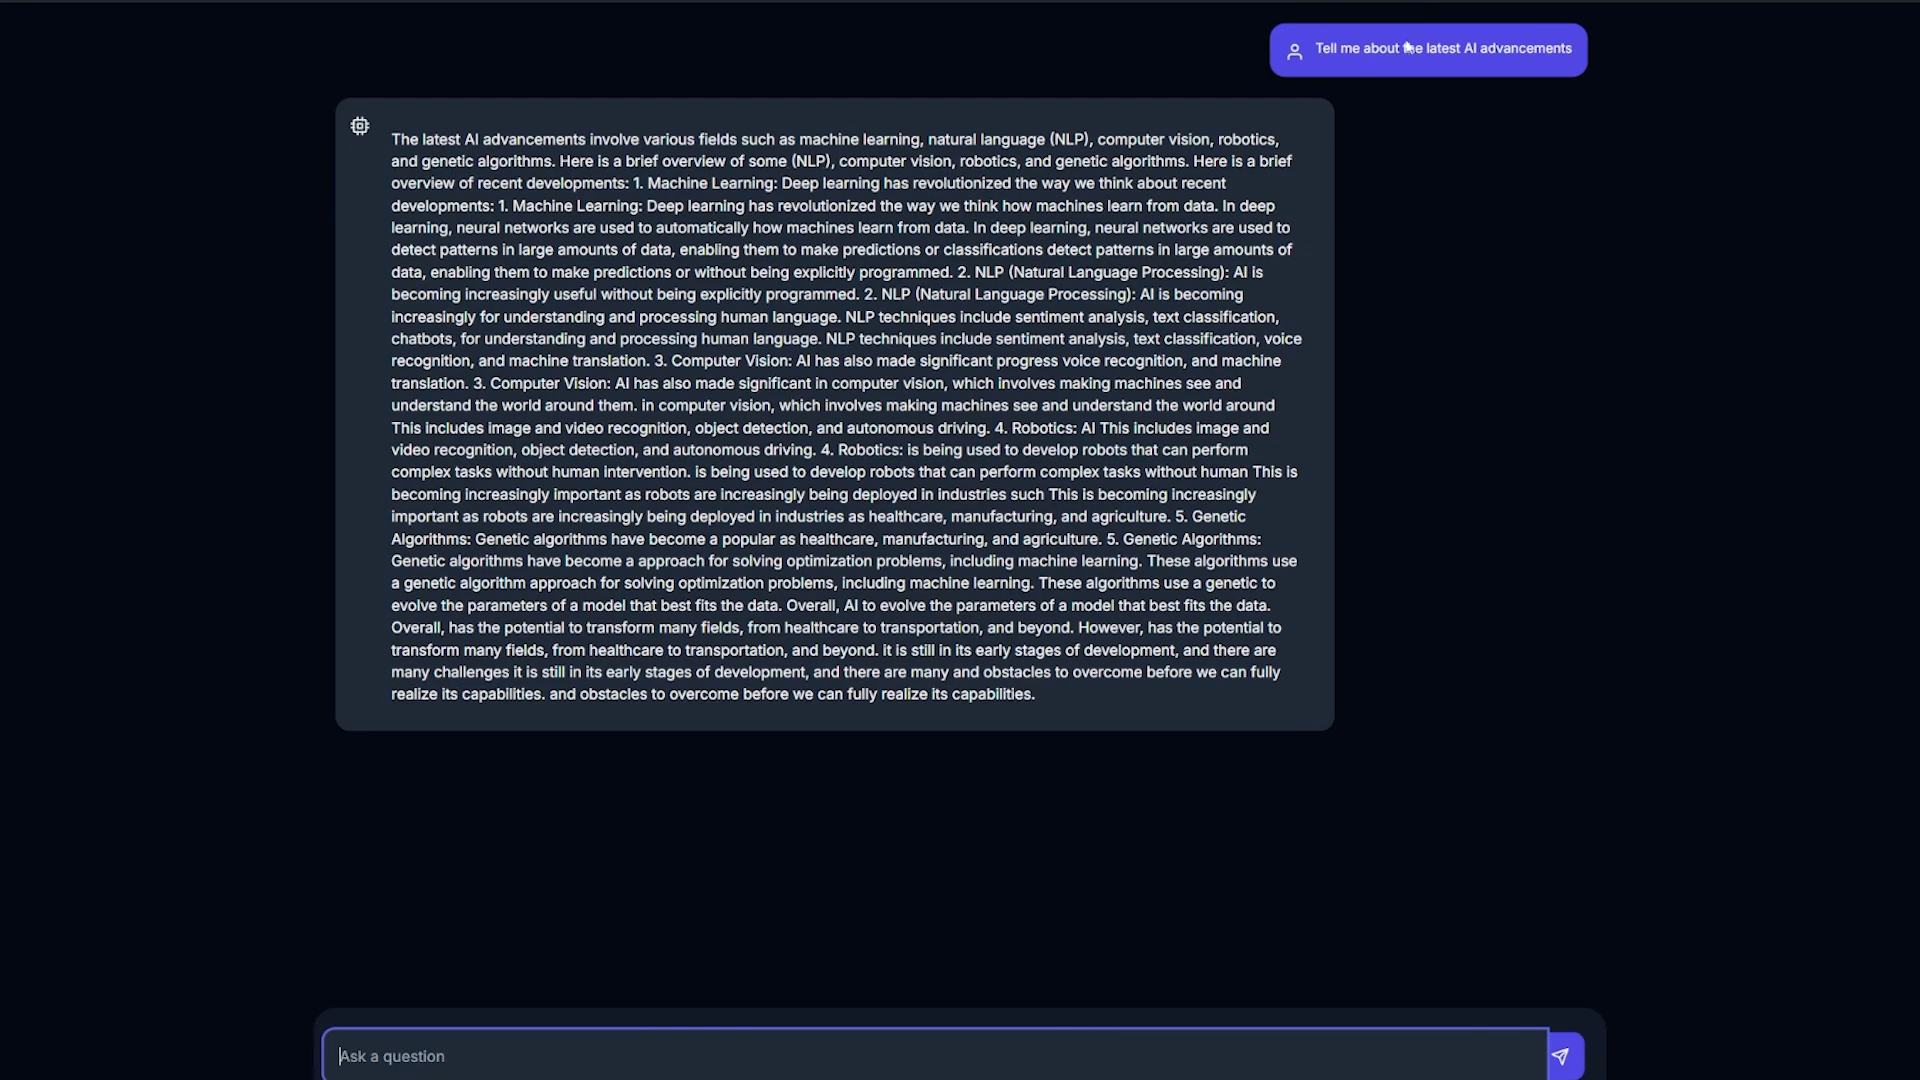 Tell me about the latest AI advancements
The latest AI advancements involve various fields such as machine learning, natural language (NLP), computer vision, robotics,
and genetic algorithms. Here is a brief overview of some (NLP), computer vision, robotics, and genetic algorithms. Here is a brief
overview of recent developments: 1. Machine Learning: Deep learning has revolutionized the way we think about recent
developments: 1. Machine Learning: Deep learning has revolutionized the way we think how machines learn from data. In deep
learning, neural networks are used to automatically how machines learn from data. In deep learning, neural networks are used to
detect patterns in large amounts of data, enabling them to make predictions or classifications detect patterns in large amounts of
data, enabling them to make predictions or without being explicitly programmed. 2. NLP (Natural Language Processing): AI is
becoming increasingly useful without being explicitly programmed. 2. NLP (Natural Language Processing): AI is becoming
increasingly for understanding and processing human language. NLP techniques include sentiment analysis, text classification,
chatbots, for understanding and processing human language. NLP techniques include sentiment analysis, text classification, voice
recognition, and machine translation. 3. Computer Vision: AI has also made significant progress voice recognition, and machine
translation. 3. Computer Vision: AI has also made significant in computer vision, which involves making machines see and
understand the world around them. in computer vision, which involves making machines see and understand the world around
This includes image and video recognition, object detection, and autonomous driving. 4. Robotics: AI This includes image and
video recognition, object detection, and autonomous driving. 4. Robotics: is being used to develop robots that can perform
complex tasks without human intervention. is being used to develop robots that can perform complex tasks without human This is
becoming increasingly important as robots are increasingly being deployed in industries such This is becoming increasingly
important as robots are increasingly being deployed in industries as healthcare, manufacturing, and agriculture. 5. Genetic
Algorithms: Genetic algorithms have become a popular as healthcare, manufacturing, and agriculture. 5. Genetic Algorithms:
Genetic algorithms have become a approach for solving optimization problems, including machine learning. These algorithms use
a genetic algorithm approach for solving optimization problems, including machine learning. These algorithms use a genetic to
evolve the parameters of a model that best fits the data. Overall, AI to evolve the parameters of a model that best fits the data.
Overall, has the potential to transform many fields, from healthcare to transportation, and beyond. However, has the potential to
transform many fields, from healthcare to transportation, and beyond. it is still in its early stages of development, and there are
many challenges it is still in its early stages of development, and there are many and obstacles to overcome before we can fully
realize its capabilities. and obstacles to overcome before we can fully realize its capabilities.
Ask a question